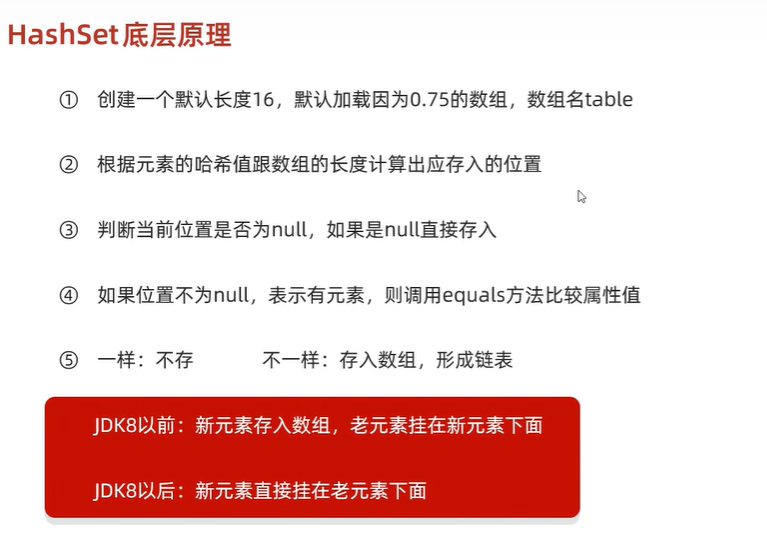 HashSet底层原理
① 创建一个默认长度16，默认加载因为0.75的数组，数组名table
② 根据元素的哈希值跟数组的长度计算出应存入的位置
③ 判断当前位置是否为null，如果是null直接存入
④ 如果位置不为null，表示有元素，则调用equals方法比较属性值
⑤ 一样：不存 不一样：存入数组，形成链表
JDK8以前：新元素存入数组，老元素挂在新元素下面
JDK8以后：新元素直接挂在老元素下面